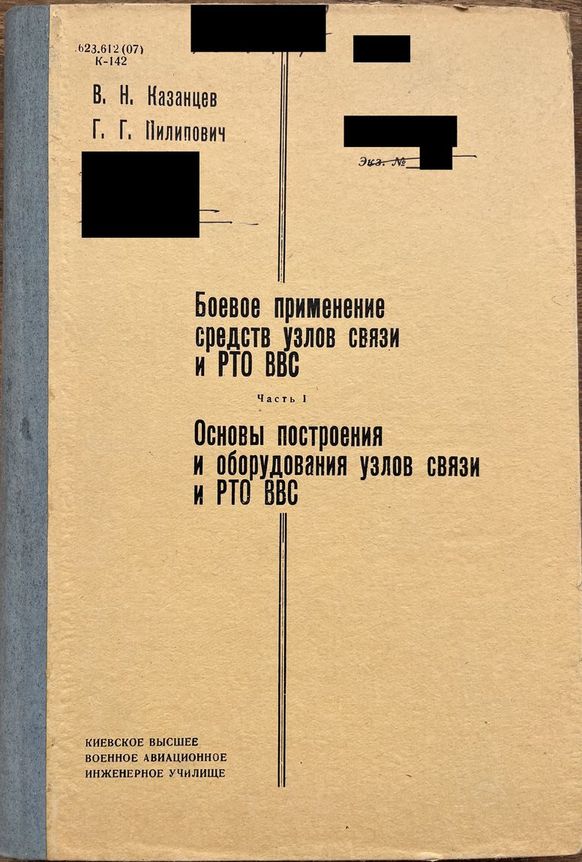 623.612 (07)
К-142
В. Н. Казанцев
Г. Г. Пилипович
Экз. №
Боевое применение
средств узлов связи
и РТО ВВС
Часть 1
Основы построения
и оборудования узлов связи
и РТО ВВС
КИЕВСКОЕ ВЫСШЕЕ
ВОЕННОЕ АВИАЦИОННОЕ
ИНЖЕНЕРНОЕ УЧИЛИЩЕ